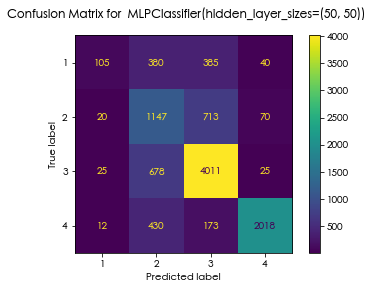 Confusion Matrix for MLPClassifier(hidden_layer_sizes=(50, 50))
1 105 380 385 40
2 20 1147 713 70
3 25 678 4011 25
4 12 430 173 2018
1 2 3 4
True label
Predicted label
4000
3500
3000
2500
2000
1500
1000
500